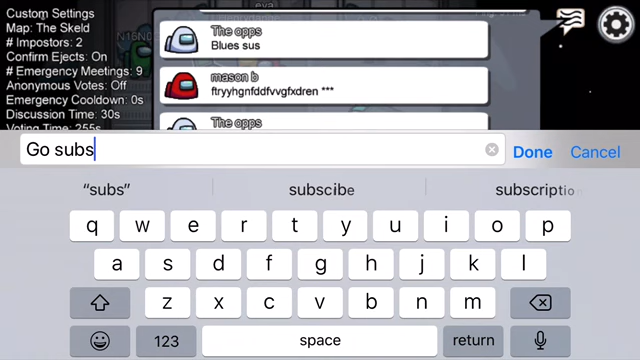 Custom Settings
Map: The Skeld
# Impostors: 2
Confirm Ejects: On
# Emergency Meetings: 9
Anonymous Votes: Off
Emergency Cooldown: 0s
Discussion Time: 30s
Voting Time: 255s
The opps
Blues sus
mason b
ftryyhgnfddfvvgfxdren ***
The opps
Go subs
Done
Cancel
“subs”
subscibe
subscription
q w e r t y u i o p
a s d f g h j k l
z x c v b n m
123
space
return